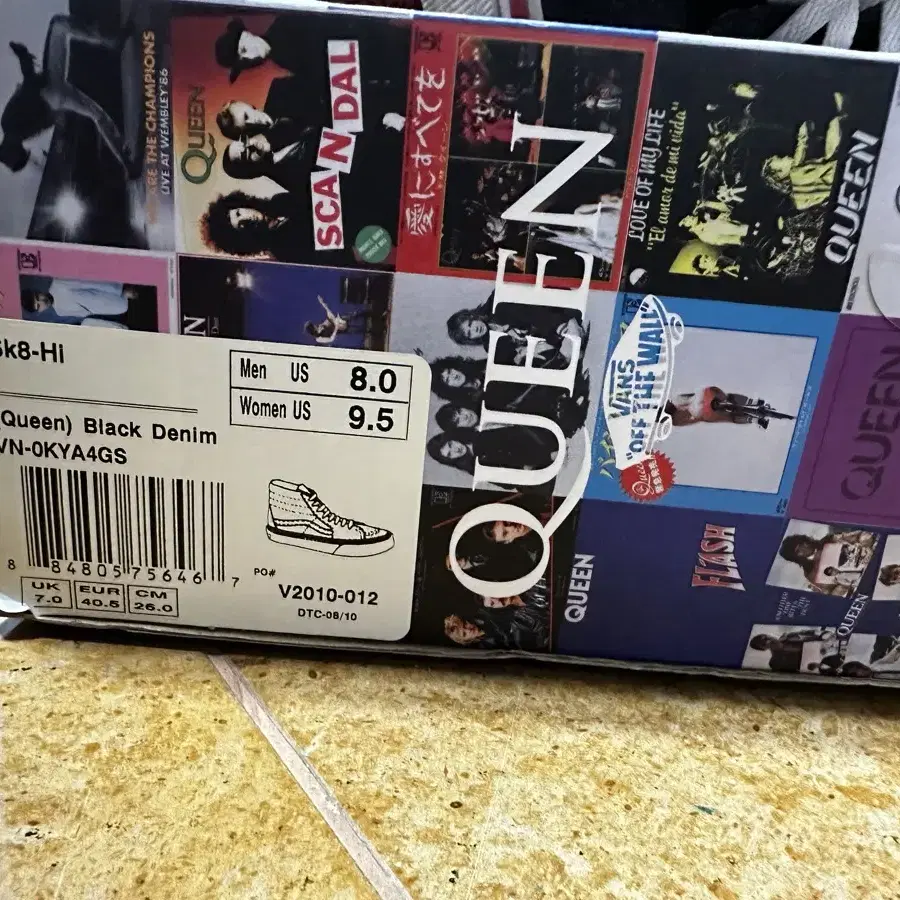 ARE THE CHAMPIONS
LIVE AT WEMBLEY'86
QUEEN
SCANDAL
愛にすべてを
LOVE OF MY LIFE
"El amor de mi vida"
QUEEN
QUEEN
VANS
"OFF THE WALL"
QUEEN
QUEEN
FLASH
QUEEN
Sk8-Hi
Men US 8.0
Women US 9.5
(Queen) Black Denim
VN-0KYA4GS
8 84805 75646 7
UK 7.0
EUR 40.5
CM 26.0
PO#
V2010-012
DTC-08/10